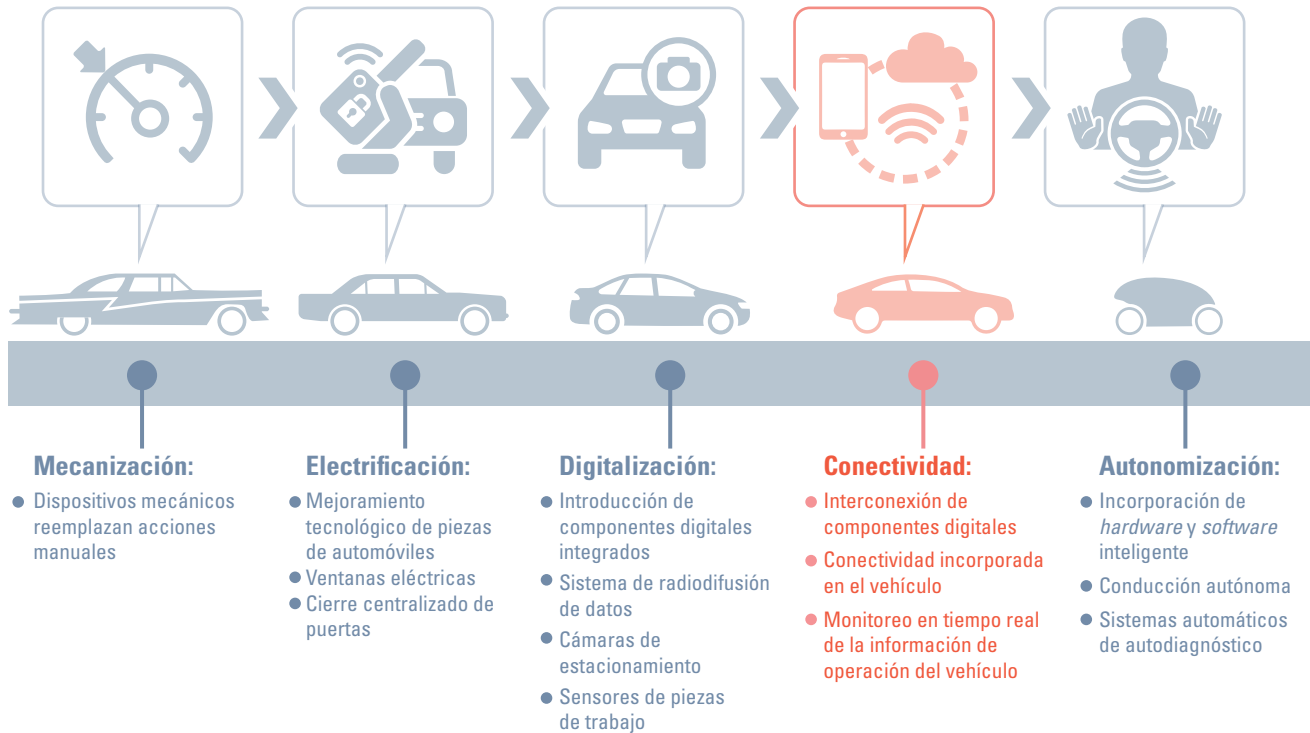 Mecanización:
Dispositivos mecánicos
reemplazan acciones
manuales
Electrificación:
Mejoramiento
tecnológico de piezas
de automóviles
Ventanas eléctricas
Cierre centralizado de
puertas
Digitalización:
Introducción de
componentes digitales
integrados
Sistema de radiodifusión
de datos
Cámaras de
estacionamiento
Sensores de piezas
de trabajo
Conectividad:
Interconexión de
componentes digitales
Conectividad incorporada
en el vehículo
Monitoreo en tiempo real
de la información de
operación del vehículo
Autonomización:
Incorporación de
hardware y software
inteligente
Conducción autónoma
Sistemas automáticos
de autodiagnóstico